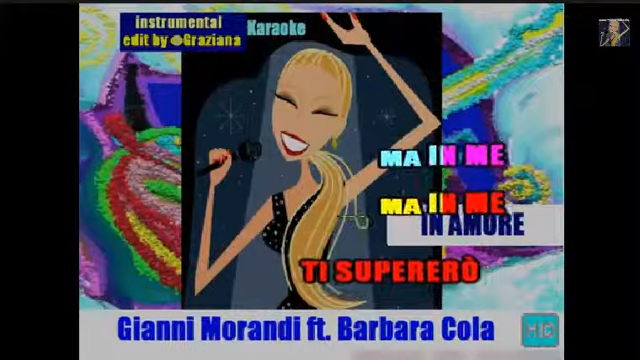 instrumental
edit by Graziana
Karaoke
MA IN ME
MA IN ME
IN AMORE
TI SUPERERÒ
Gianni Morandi ft. Barbara Cola
HQ